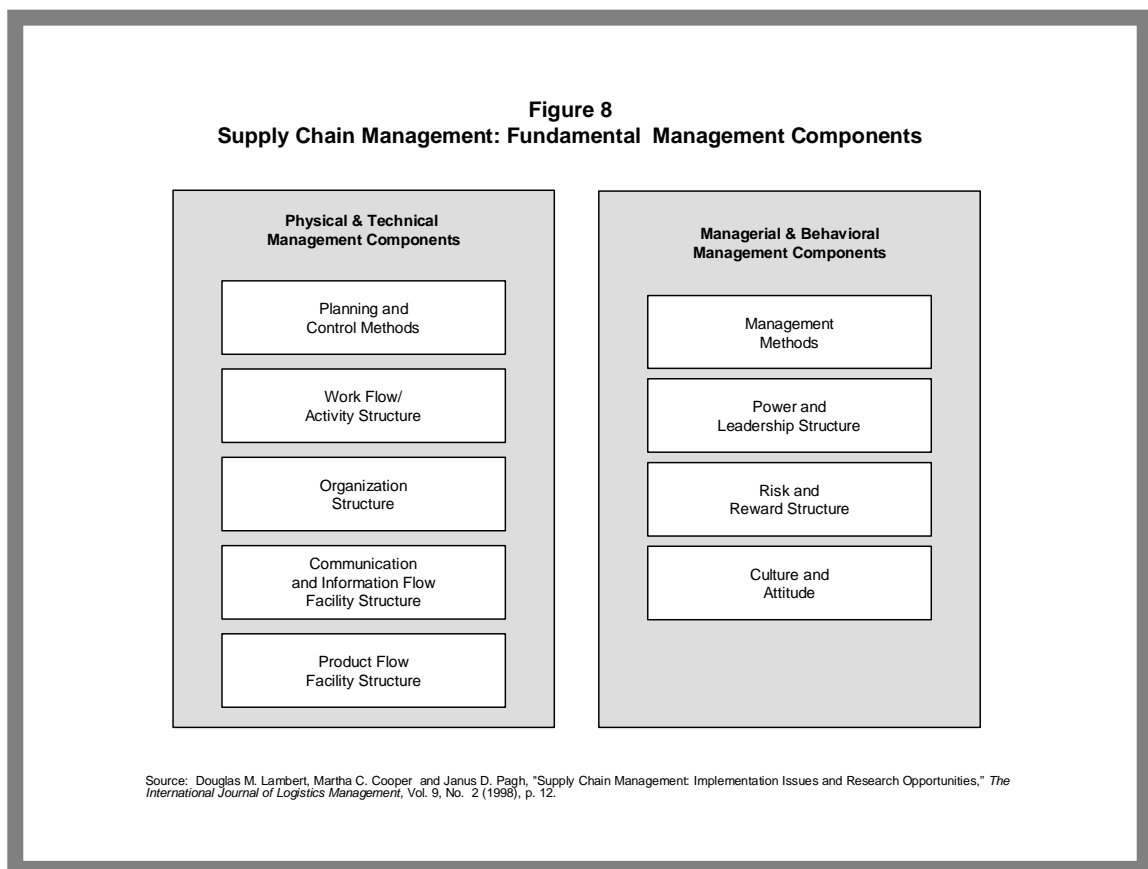 Figure 8
Supply Chain Management: Fundamental Management Components
Physical & Technical
Management Components
Planning and
Control Methods
Work Flow/
Activity Structure
Organization
Structure
Communication
and Information Flow
Facility Structure
Product Flow
Facility Structure
Managerial & Behavioral
Management Components
Management
Methods
Power and
Leadership Structure
Risk and
Reward Structure
Culture and
Attitude
Source: Douglas M. Lambert, Martha C. Cooper and Janus D. Pagh, "Supply Chain Management: Implementation Issues and Research Opportunities," The
International Journal of Logistics Management, Vol. 9, No. 2 (1998), p. 12.